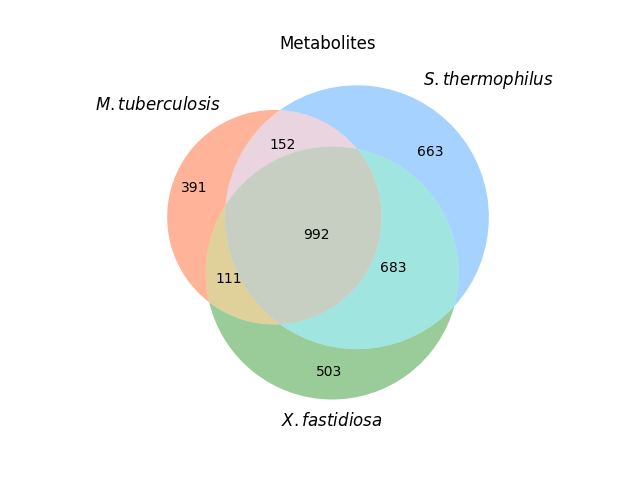 Metabolites
S. thermophilus
M. tuberculosis
152
663
391
992
683
111
503
X. fastidiosa